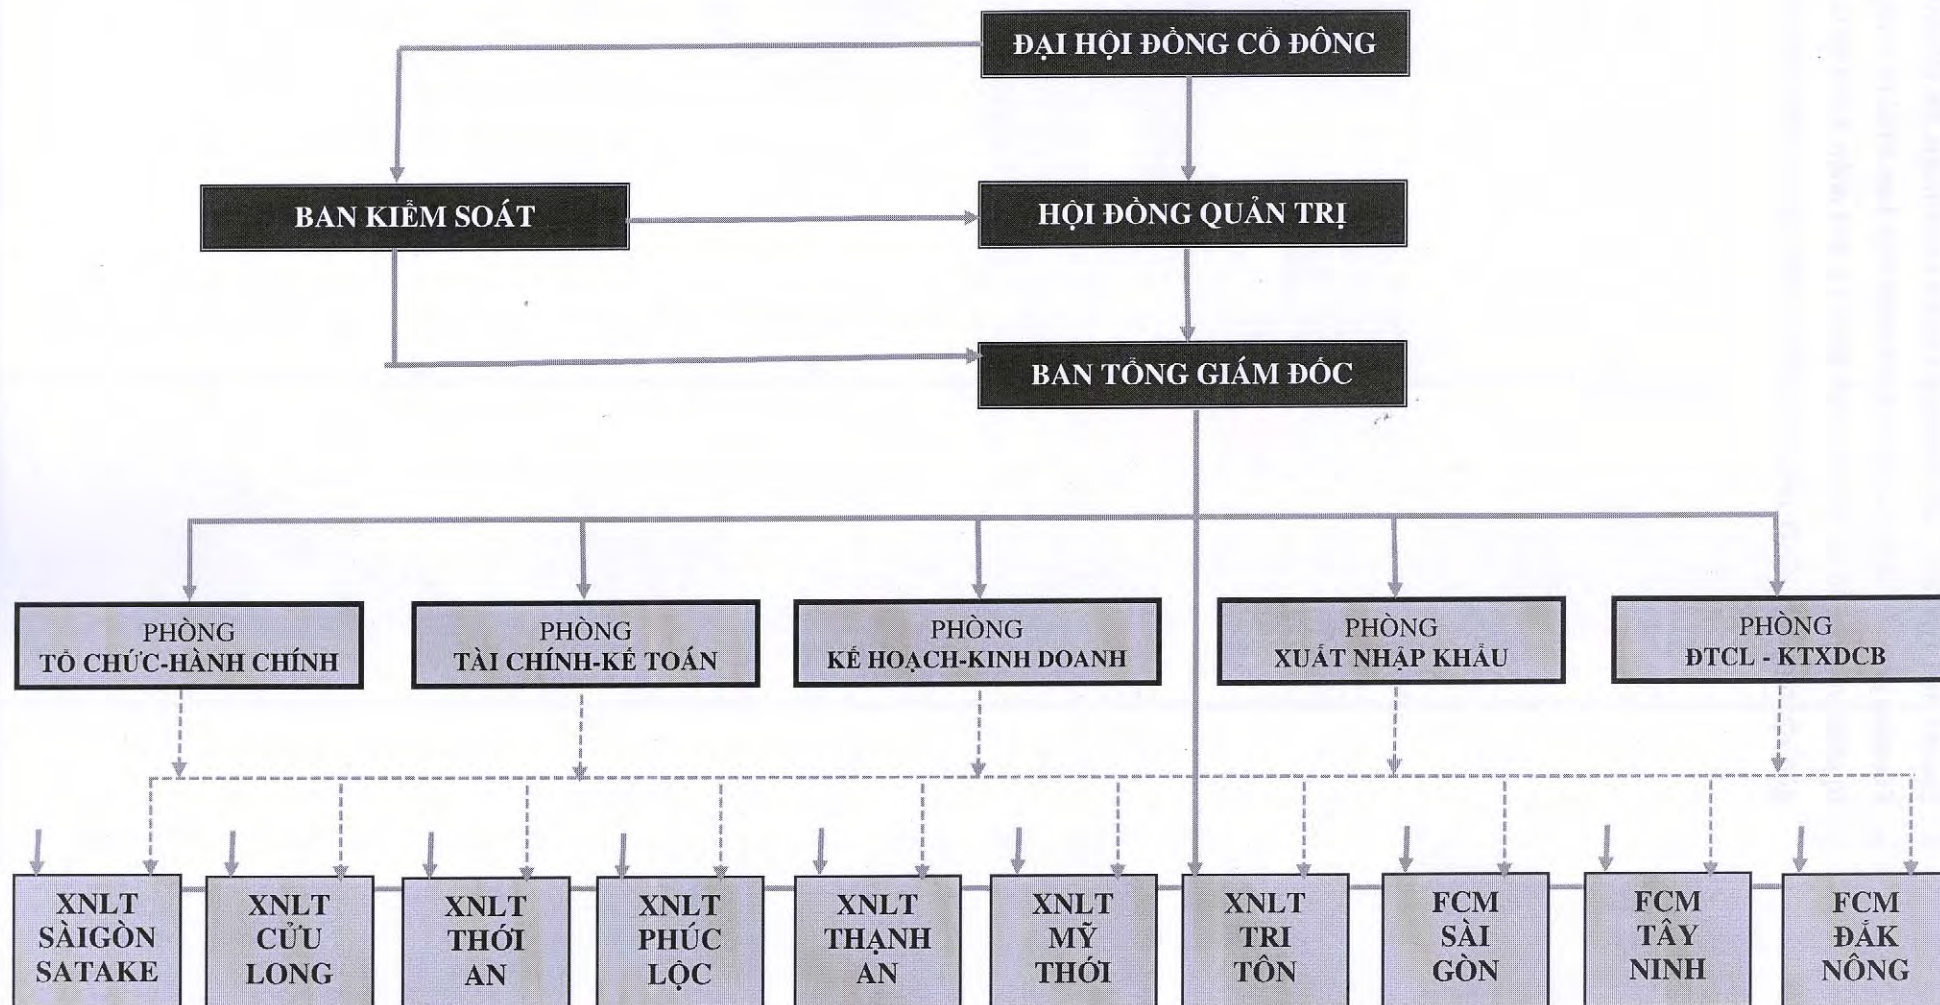 ĐẠI HỘI ĐỒNG CỔ ĐÔNG
BAN KIỂM SOÁT
HỘI ĐỒNG QUẢN TRỊ
BAN TỔNG GIÁM ĐỐC
PHÒNG
TỔ CHỨC-HÀNH CHÍNH
PHÒNG
TÀI CHÍNH-KẾ TOÁN
PHÒNG
KẾ HOẠCH-KINH DOANH
PHÒNG
XUẤT NHẬP KHẨU
PHÒNG
ĐTCL - KTXDCB
XNLT
SÀIGÒN
SATAKE
XNLT
CỬU
LONG
XNLT
THỚI
AN
XNLT
PHÚC
LỘC
XNLT
THẠNH
AN
XNLT
MỸ
THỚI
XNLT
TRI
TÔN
FCM
SÀI
GÒN
FCM
TÂY
NINH
FCM
ĐẮK
NÔNG